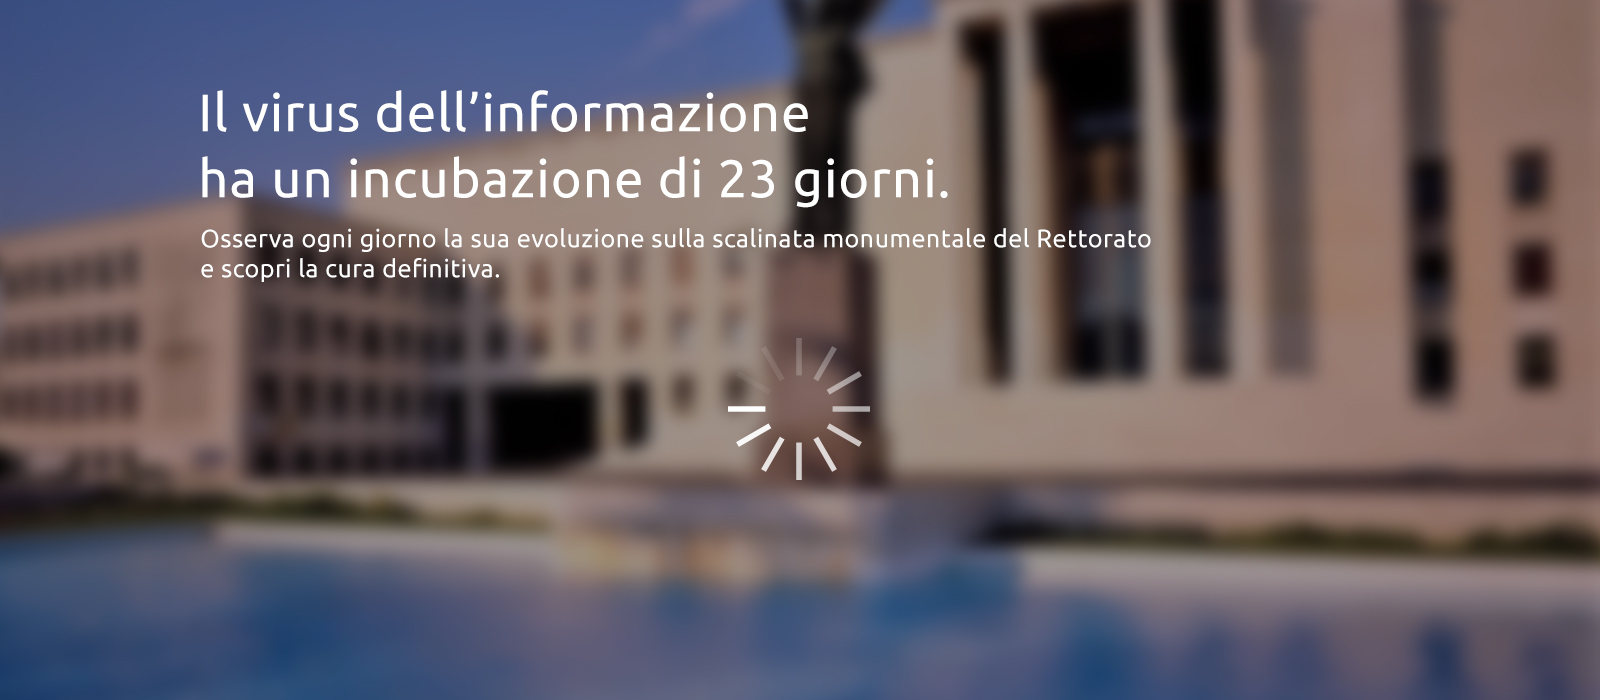 Il virus dell’informazione
ha un incubazione di 23 giorni.
Osserva ogni giorno la sua evoluzione sulla scalinata monumentale del Rettorato
e scopri la cura definitiva.